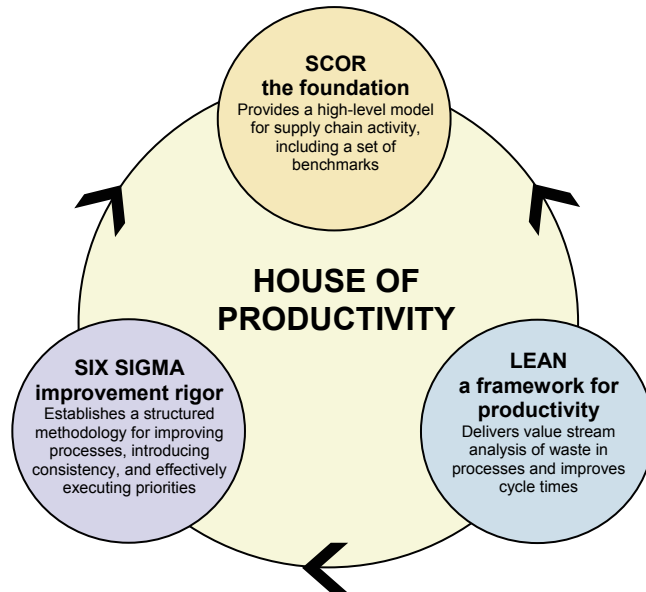 SCOR
the foundation
Provides a high-level model
for supply chain activity,
including a set of
benchmarks
HOUSE OF
PRODUCTIVITY
SIX SIGMA
improvement rigor
Establishes a structured
methodology for improving
processes, introducing
consistency, and effectively
executing priorities
LEAN
a framework for
productivity
Delivers value stream
analysis of waste in
processes and improves
cycle times